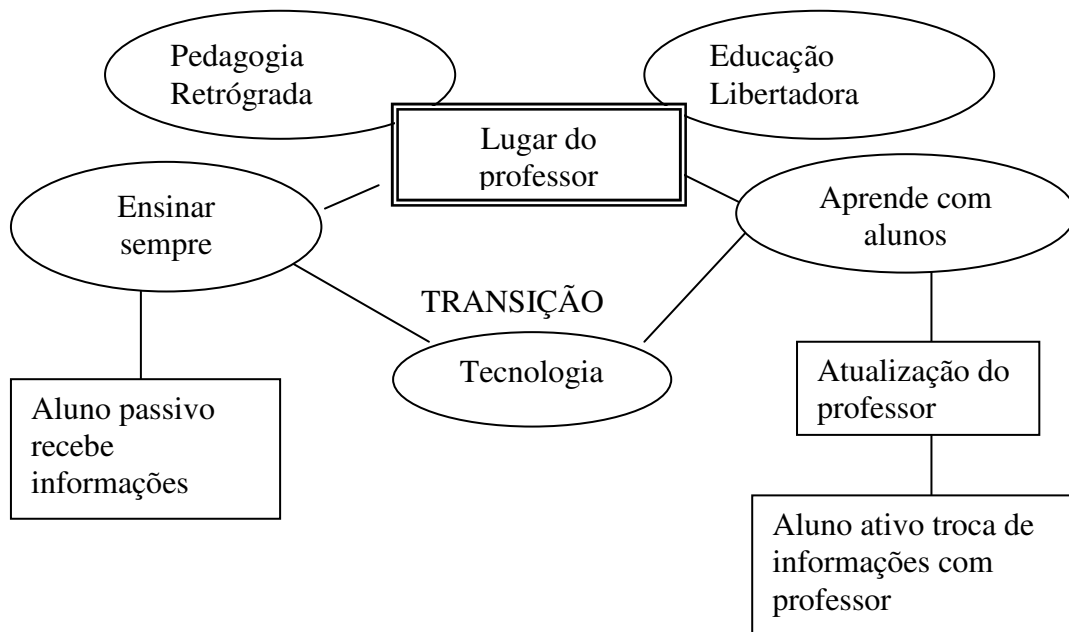 Pedagogia
Retrógrada
Educação
Libertadora
Lugar do
professor
Ensinar
sempre
Aprende com
alunos
TRANSIÇÃO
Tecnologia
Aluno passivo
recebe
informações
Atualização do
professor
Aluno ativo troca de
informações com
professor